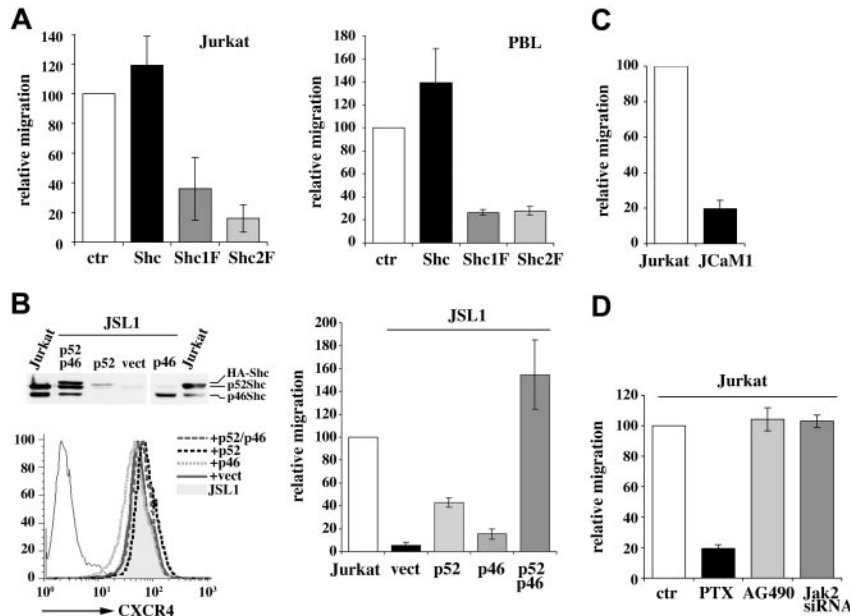 A
Jurkat
relative migration
140
120
100
80
60
40
20
0
ctr Shc Shc1F Shc2F
PBL
relative migration
180
160
140
120
100
80
60
40
20
0
ctr Shc Shc1F Shc2F
C
relative migration
100
80
60
40
20
0
Jurkat JCaM1
B
JSL1
Jurkat
p52
p46
p52
vect
p46
Jurkat
HA-Shc
p52Shc
p46Shc
100
80
60
40
20
0
10⁰ 10¹ 10² 10³
CXCR4
+p52/p46
+p52
+p46
+vect
JSL1
JSL1
relative migration
200
180
160
140
120
100
80
60
40
20
0
Jurkat vect p52 p46 p52
p46
D
Jurkat
relative migration
120
100
80
60
40
20
0
ctr PTX AG490 Jak2
siRNA